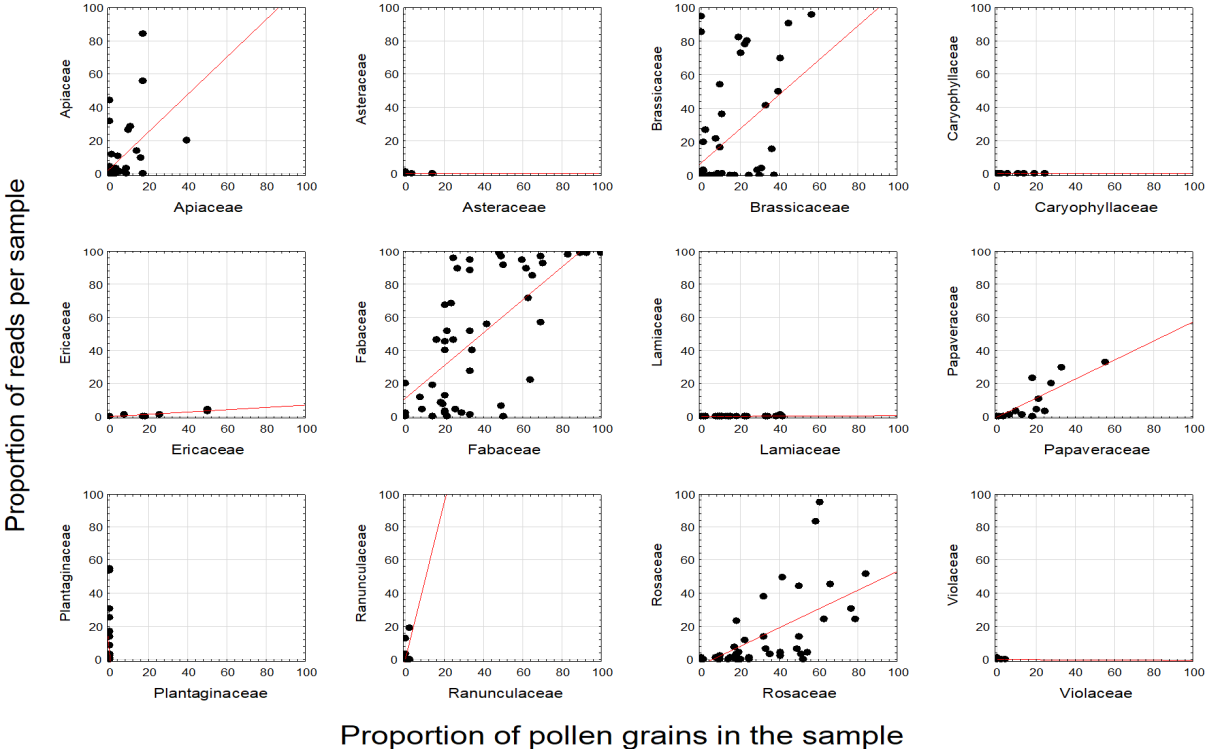 Proportion of reads per sample
100 100 100 100
80 80 80 80
60 60 60 60
40 40 40 40
20 20 20 20
0 0 0 0
Apiaceae Asteraceae Brassicaceae Caryophyllaceae
0 20 40 60 80 100 0 20 40 60 80 100 0 20 40 60 80 100 0 20 40 60 80 100
Apiaceae Asteraceae Brassicaceae Caryophyllaceae
100 100 100 100
80 80 80 80
60 60 60 60
40 40 40 40
20 20 20 20
0 0 0 0
Ericaceae Fabaceae Lamiaceae Papaveraceae
0 20 40 60 80 100 0 20 40 60 80 100 0 20 40 60 80 100 0 20 40 60 80 100
Ericaceae Fabaceae Lamiaceae Papaveraceae
100 100 100 100
80 80 80 80
60 60 60 60
40 40 40 40
20 20 20 20
0 0 0 0
Plantaginaceae Ranunculaceae Rosaceae Violaceae
0 20 40 60 80 100 0 20 40 60 80 100 0 20 40 60 80 100 0 20 40 60 80 100
Plantaginaceae Ranunculaceae Rosaceae Violaceae
Proportion of pollen grains in the sample